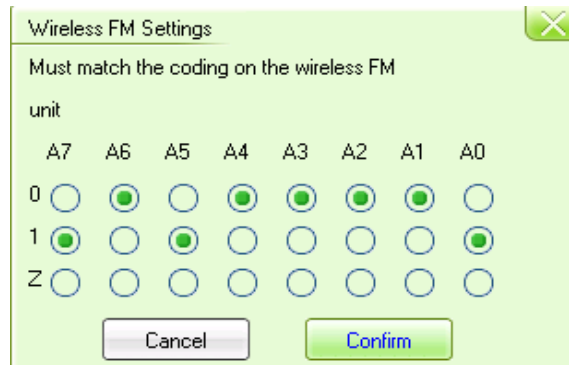 Wireless FM Settings
Must match the coding on the wireless FM
unit
A7 A6 A5 A4 A3 A2 A1 A0
0
1
Z
Cancel Confirm